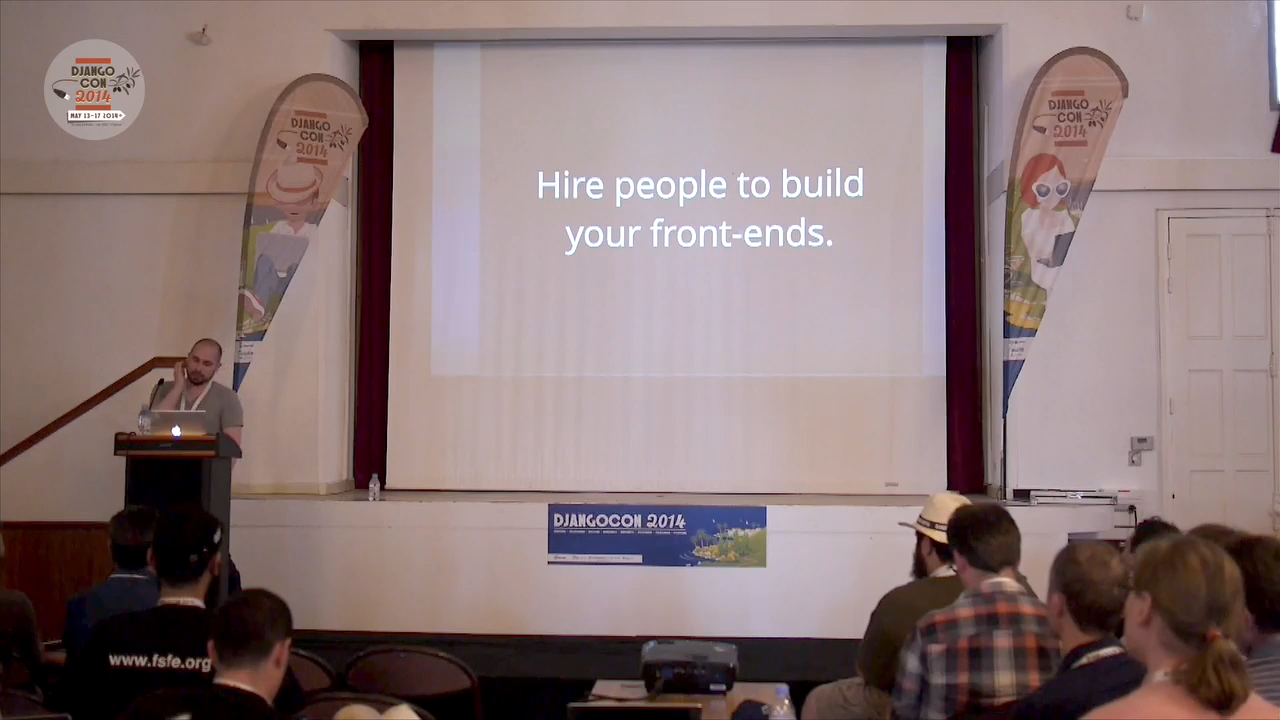 DJANGO
CON
2014
MAY 13-17 2014
DJANGO
CON
2014
Hire people to build
your front-ends.
DJANGO
CON
2014
DJANGOCON 2014
www.fsfe.org